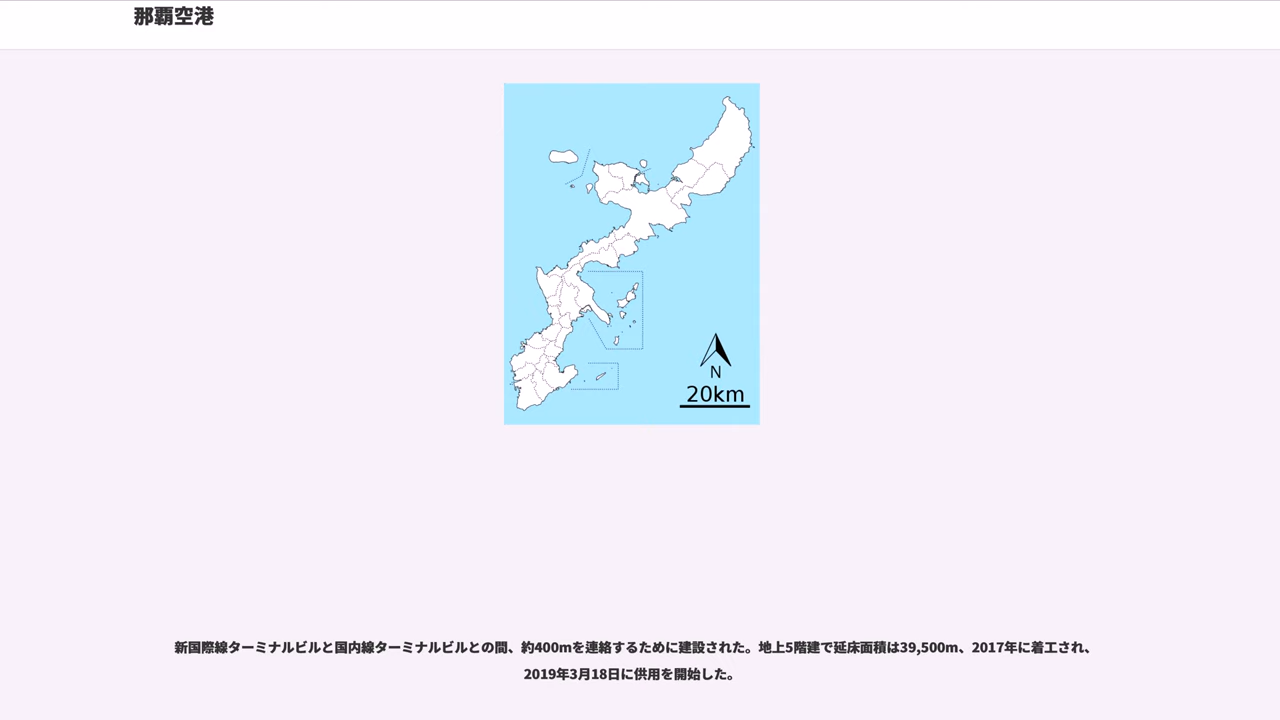 那覇空港
N
20km
新国際線ターミナルビルと国内線ターミナルビルとの間、約400mを連絡するために建設された。地上5階建で延床面積は39,500m、2017年に着工され、
2019年3月18日に供用を開始した。